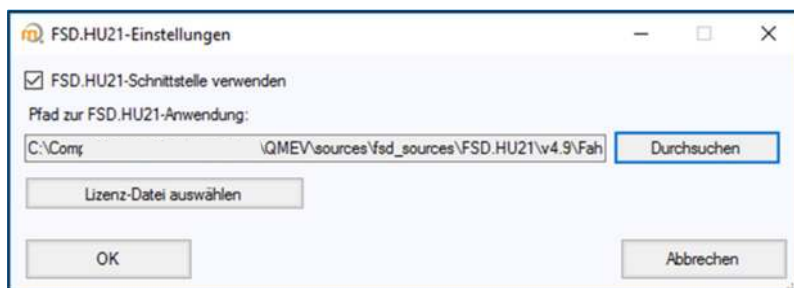 FSD.HU21-Einstellungen
FSD.HU21-Schnittstelle verwenden
Pfad zur FSD.HU21-Anwendung:
C:\Comp \QMEV\sources\fsd_sources\FSD.HU21\v4.9\Fah Durchsuchen
Lizenz-Datei auswählen
OK Abbrechen